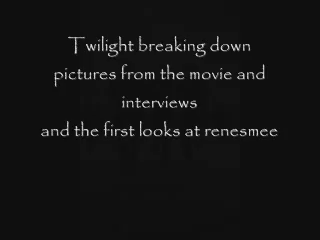 Twilight breaking down
pictures from the movie and
interviews
and the first looks at renesmee